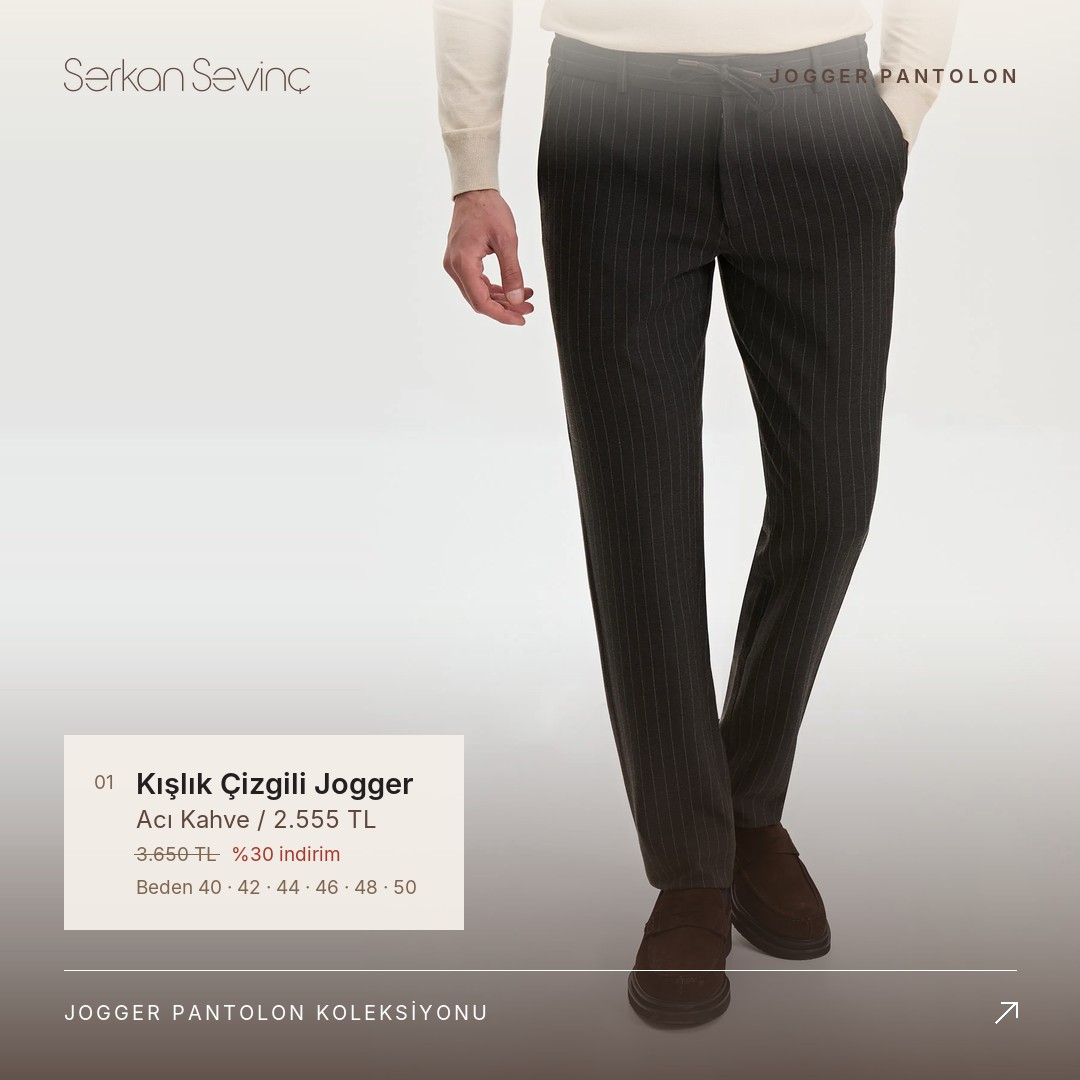 Serkan Sevinç
JOGGER PANTOLON
01 Kışlık Çizgili Jogger
Acı Kahve / 2.555 TL
3.650 TL %30 indirim
Beden 40 · 42 · 44 · 46 · 48 · 50
JOGGER PANTOLON KOLEKSİYONU